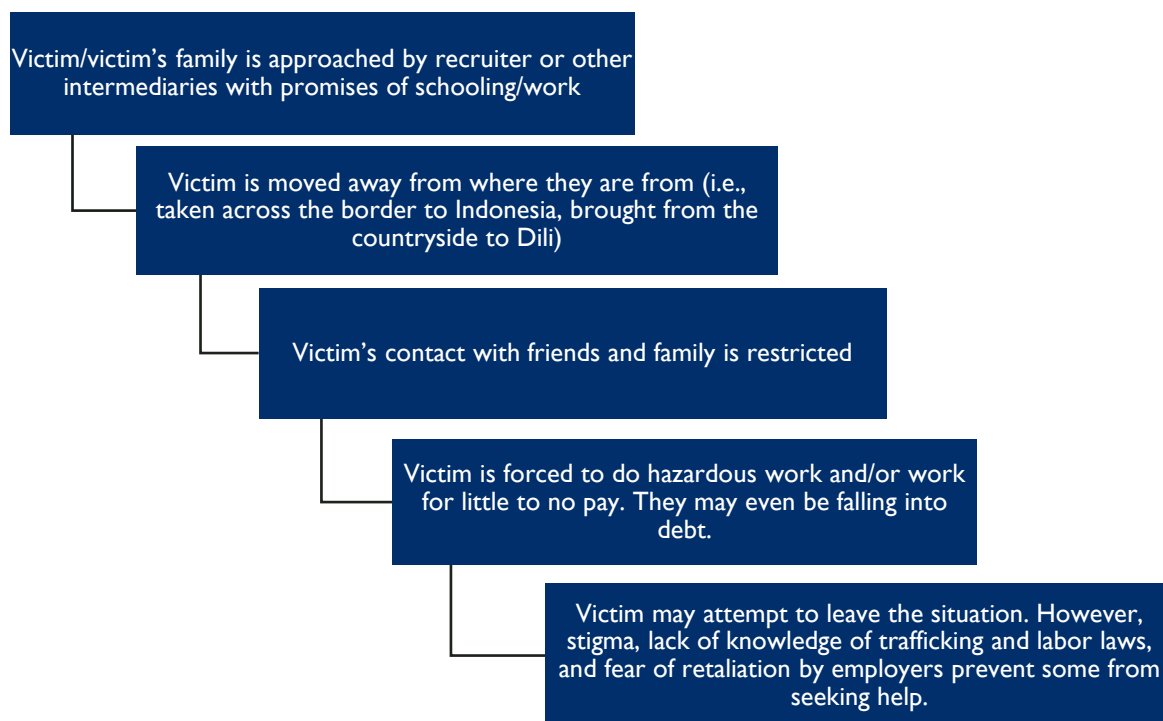 Victim/victim's family is approached by recruiter or other
intermediaries with promises of schooling/work
Victim is moved away from where they are from (i.e.,
taken across the border to Indonesia, brought from the
countryside to Dili)
Victim's contact with friends and family is restricted
Victim is forced to do hazardous work and/or work
for little to no pay. They may even be falling into
debt.
Victim may attempt to leave the situation. However,
stigma, lack of knowledge of trafficking and labor laws,
and fear of retaliation by employers prevent some from
seeking help.